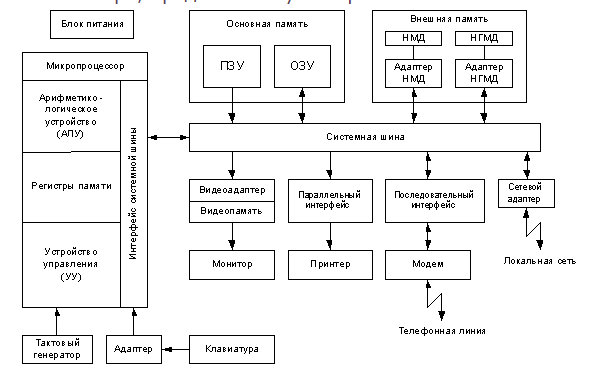 Блок питания
Основная память
ПЗУ
ОЗУ
Внешная память
НМД
НГМД
Адаптер
НМД
Адаптер
НГМД
Микропроцессор
Арифметико-
логическое
устройство
(АПУ)
Регистры памяти
Устройство
управления
(УУ)
Интерфейс системной шины
Системная шина
Видеоадаптер
Видеопамять
Параллельный
интерфейс
Последовательный
интерфейс
Сетевой
адаптер
Монитор
Принтер
Модем
Локальная сеть
Телефонная линия
Тактовый
генератор
Адаптер
Клавиатура